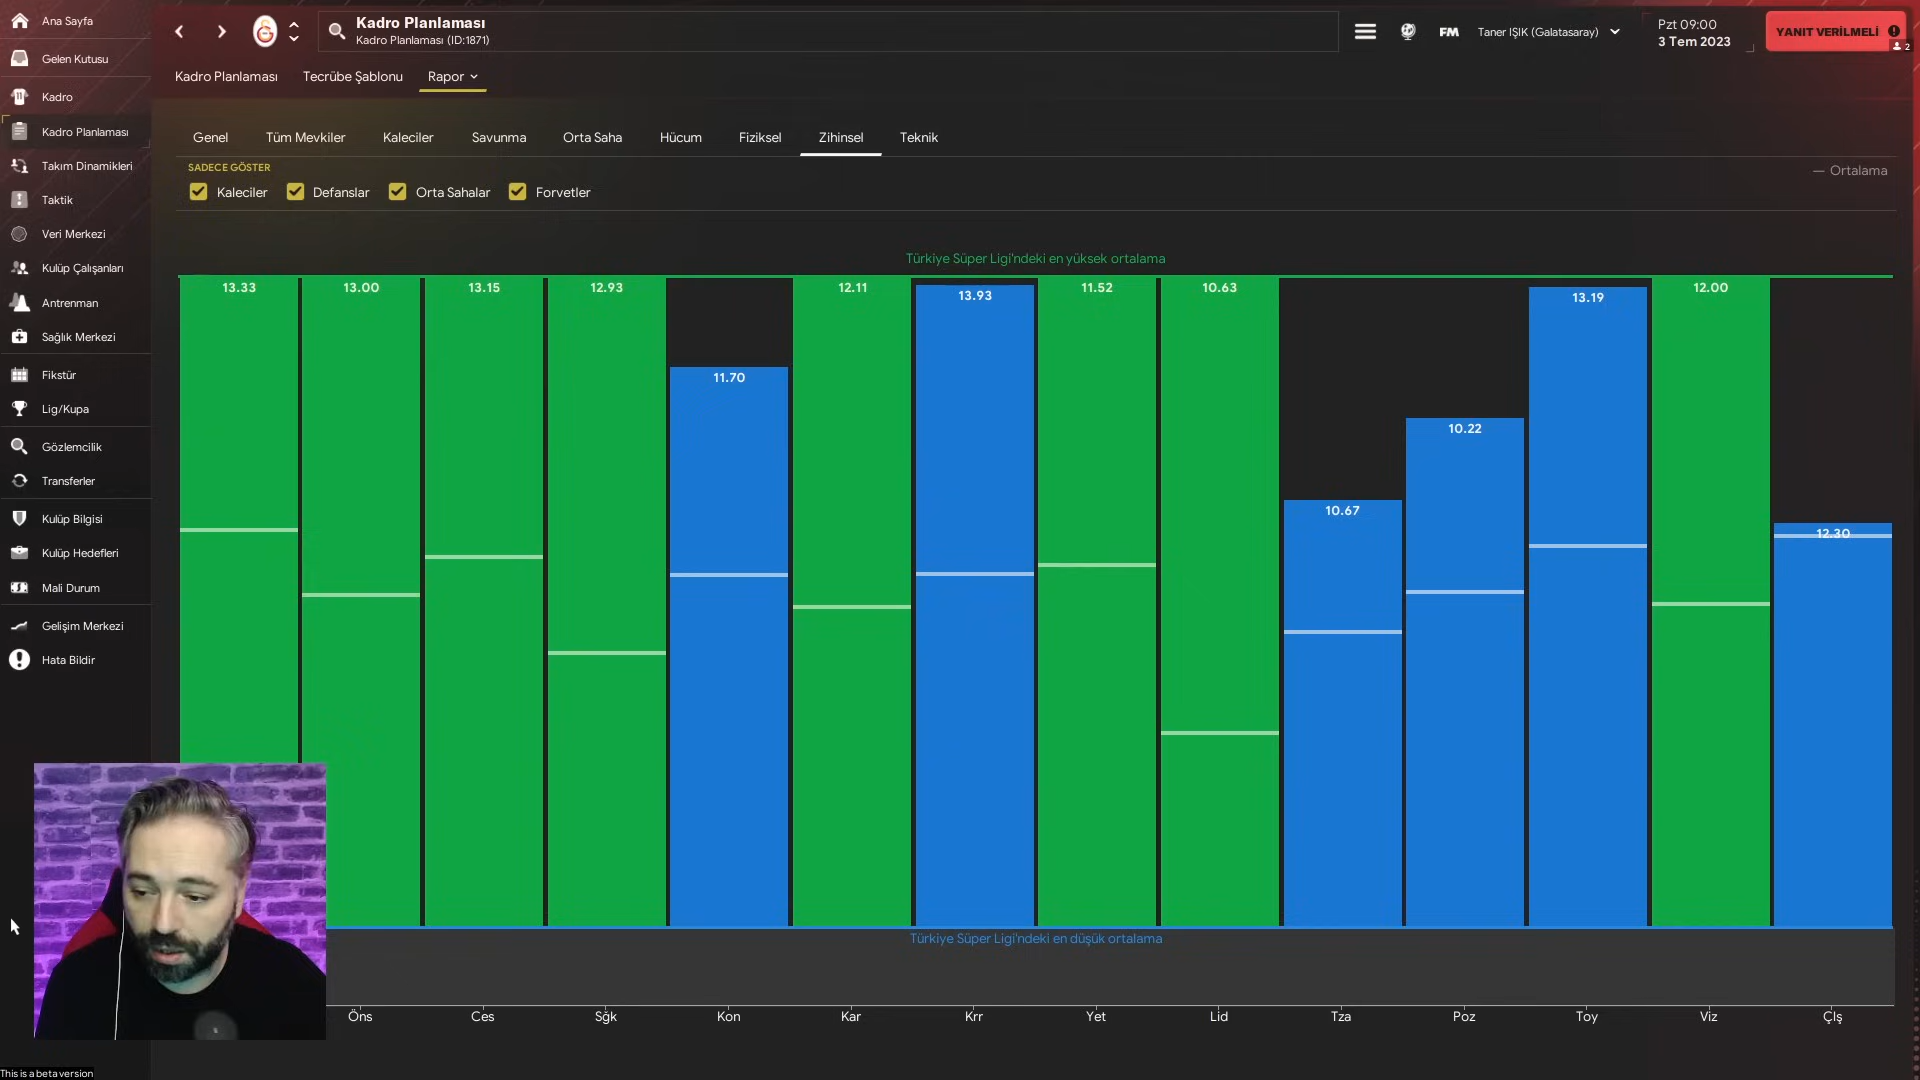 Ana Sayfa
Gelen Kutusu
Kadro
Kadro Planlaması
Takım Dinamikleri
Taktik
Veri Merkezi
Kulüp Çalışanları
Antrenman
Sağlık Merkezi
Fikstür
Lig/Kupa
Gözlemcilik
Transferler
Kulüp Bilgisi
Kulüp Hedefleri
Mali Durum
Gelişim Merkezi
Hata Bildir
Kadro Planlaması
Kadro Planlaması (ID:1871)
FM
Taner IŞIK (Galatasaray)
Pzt 09:00
3 Tem 2023
YANIT VERİLMELİ
2
Kadro Planlaması Tecrübe Şablonu Rapor
Genel Tüm Mevkiler Kaleciler Savunma Orta Saha Hücum Fiziksel Zihinsel Teknik
SADECE GÖSTER
Kaleciler Defanslar Orta Sahalar Forvetler
Ortalama
Türkiye Süper Ligi'ndeki en yüksek ortalama
13.33 13.00 13.15 12.93 11.70 12.11 13.93 11.52 10.63 10.67 10.22 13.19 12.00 12.30
Türkiye Süper Ligi'ndeki en düşük ortalama
Öns Ces Sğk Kon Kar Krr Yet Lid Tza Poz Toy Viz Çlş
This is a beta version